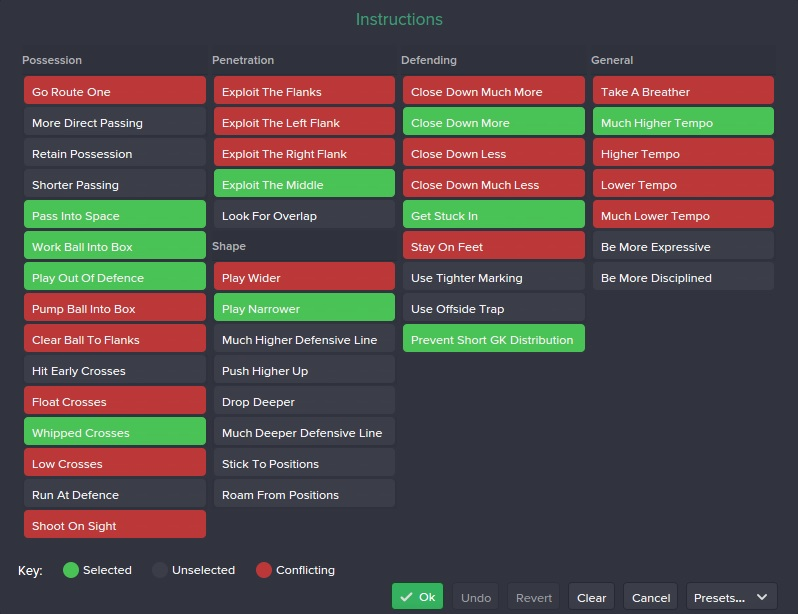 Instructions
Possession
Go Route One
More Direct Passing
Retain Possession
Shorter Passing
Pass Into Space
Work Ball Into Box
Play Out Of Defence
Pump Ball Into Box
Clear Ball To Flanks
Hit Early Crosses
Float Crosses
Whipped Crosses
Low Crosses
Run At Defence
Shoot On Sight
Penetration
Exploit The Flanks
Exploit The Left Flank
Exploit The Right Flank
Exploit The Middle
Look For Overlap
Shape
Play Wider
Play Narrower
Much Higher Defensive Line
Push Higher Up
Drop Deeper
Much Deeper Defensive Line
Stick To Positions
Roam From Positions
Defending
Close Down Much More
Close Down More
Close Down Less
Close Down Much Less
Get Stuck In
Stay On Feet
Use Tighter Marking
Use Offside Trap
Prevent Short GK Distribution
General
Take A Breather
Much Higher Tempo
Higher Tempo
Lower Tempo
Much Lower Tempo
Be More Expressive
Be More Disciplined
Key: Selected Unselected Conflicting
Ok Undo Revert Clear Cancel Presets...